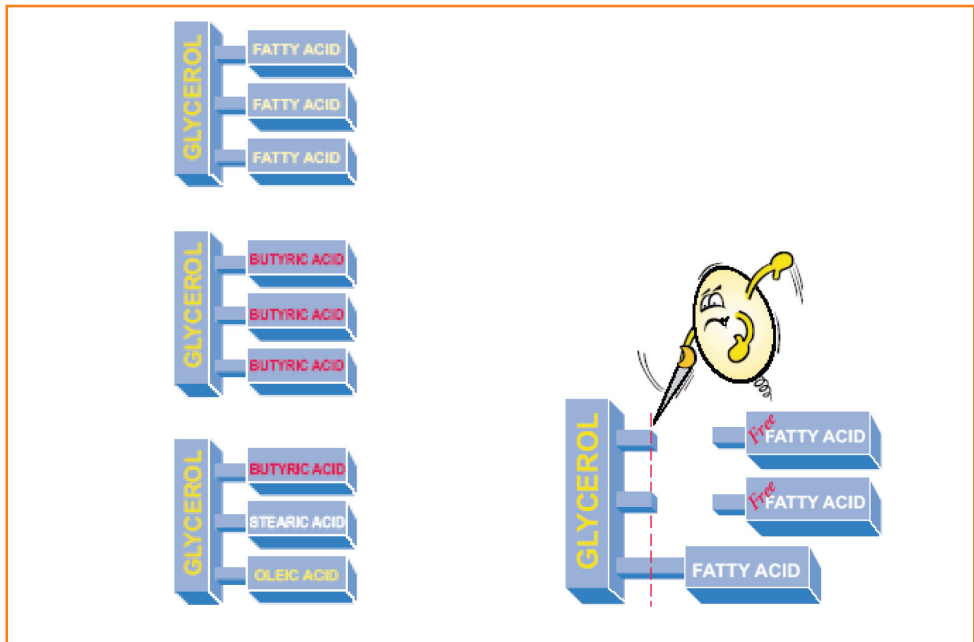 GLYCEROL
FATTY ACID
FATTY ACID
FATTY ACID
GLYCEROL
BUTYRIC ACID
BUTYRIC ACID
BUTYRIC ACID
GLYCEROL
BUTYRIC ACID
STEARIC ACID
OLEIC ACID
GLYCEROL
Free FATTY ACID
Free FATTY ACID
FATTY ACID